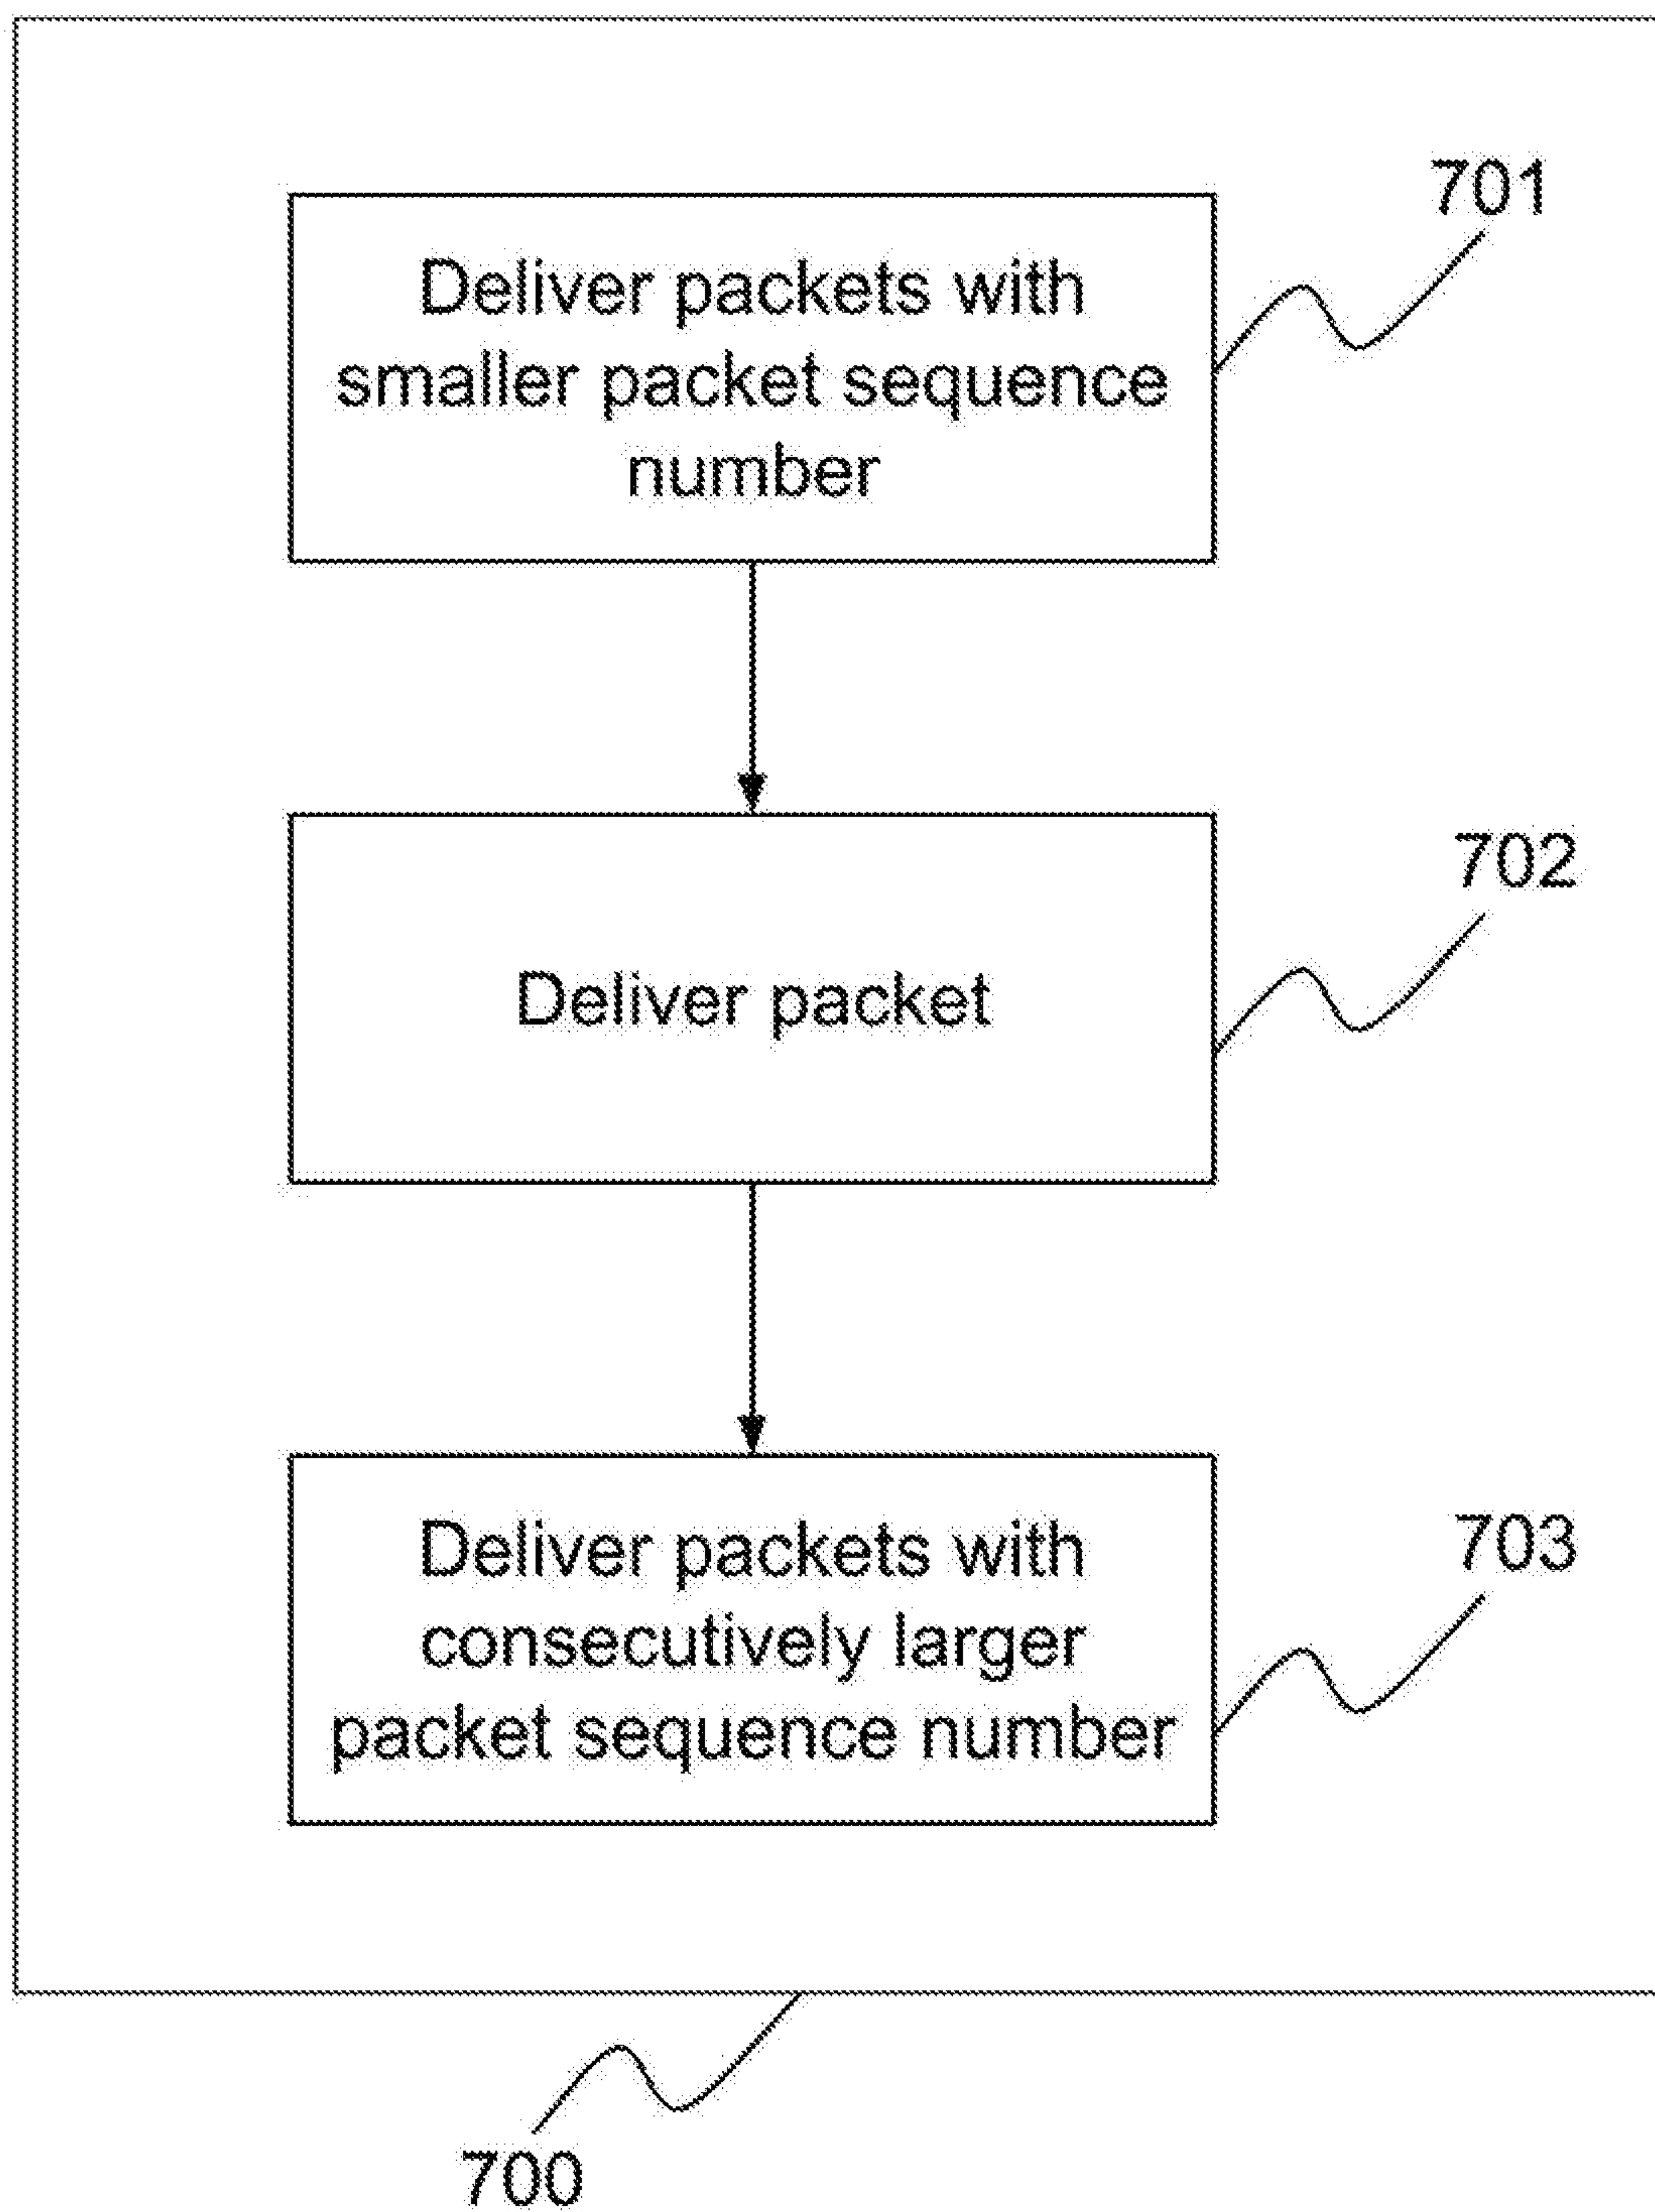 701
Deliver packets with
smaller packet sequence
number
702
Deliver packet
703
Deliver packets with
consecutively larger
packet sequence number
700